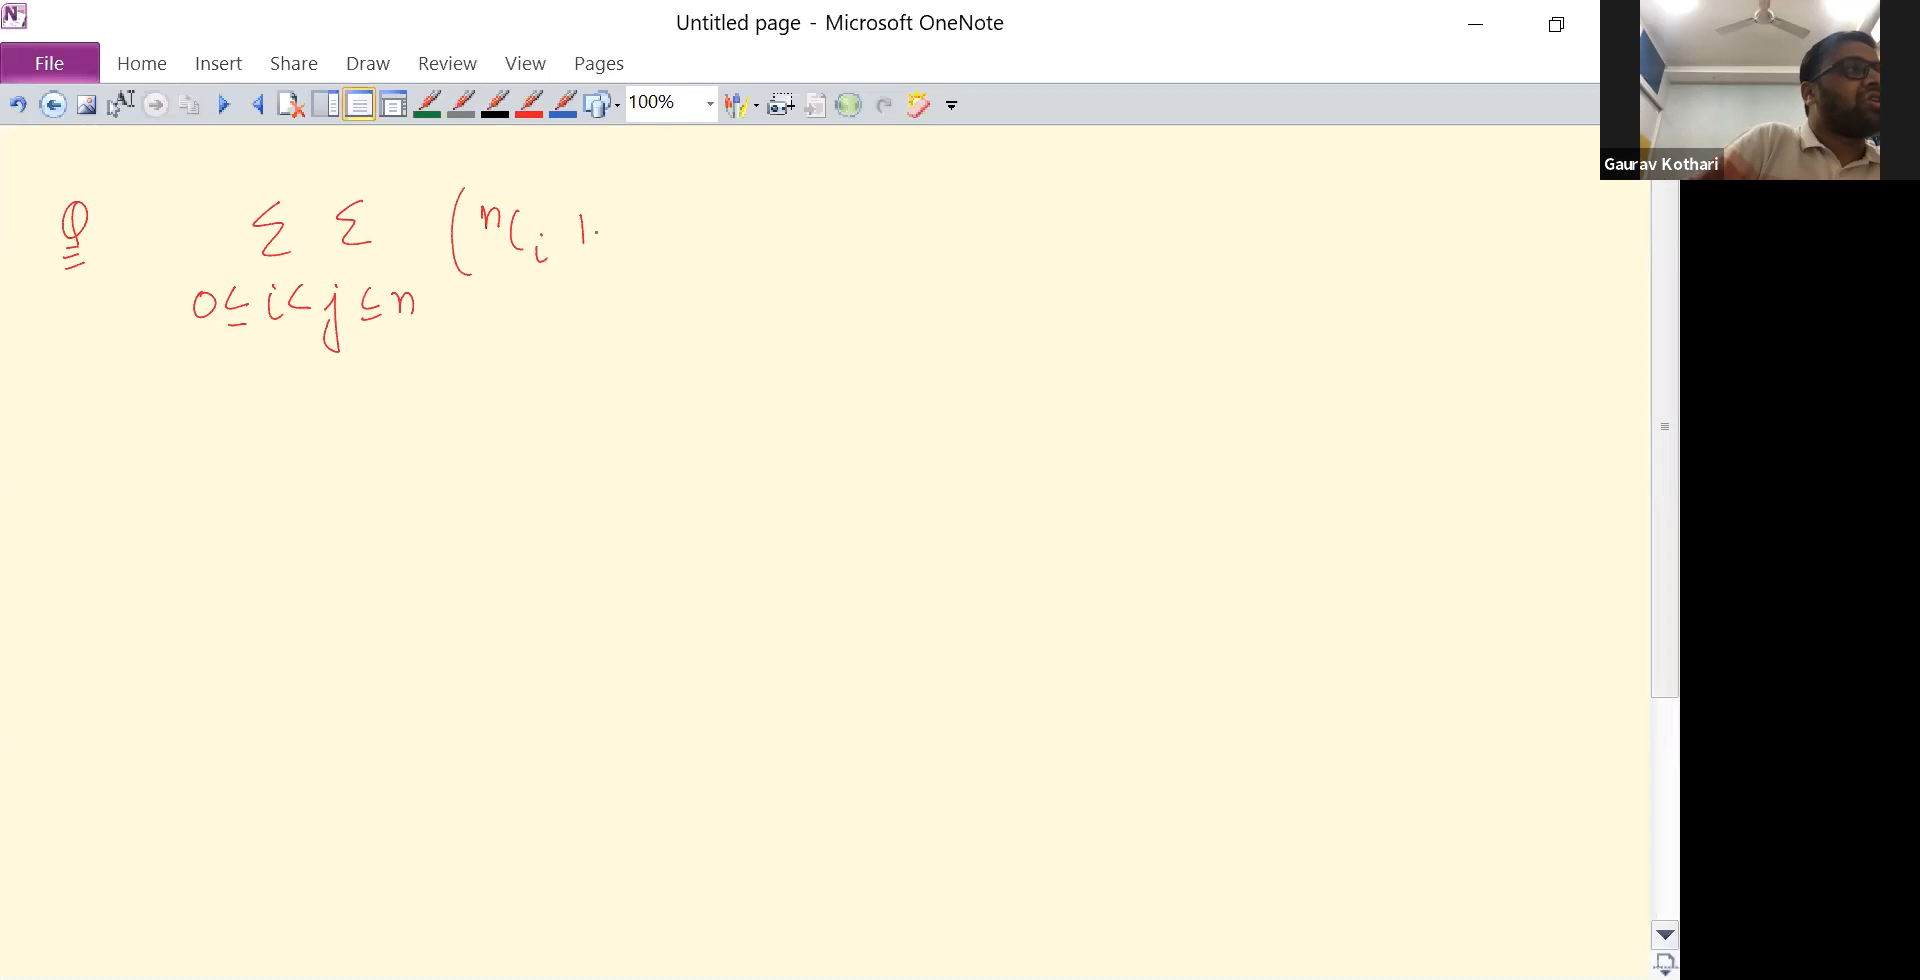 Untitled page - Microsoft OneNote
File Home Insert Share Draw Review View Pages
100%
Gaurav Kothari
Q Σ Σ (ⁿCᵢ
0≤i<j≤n